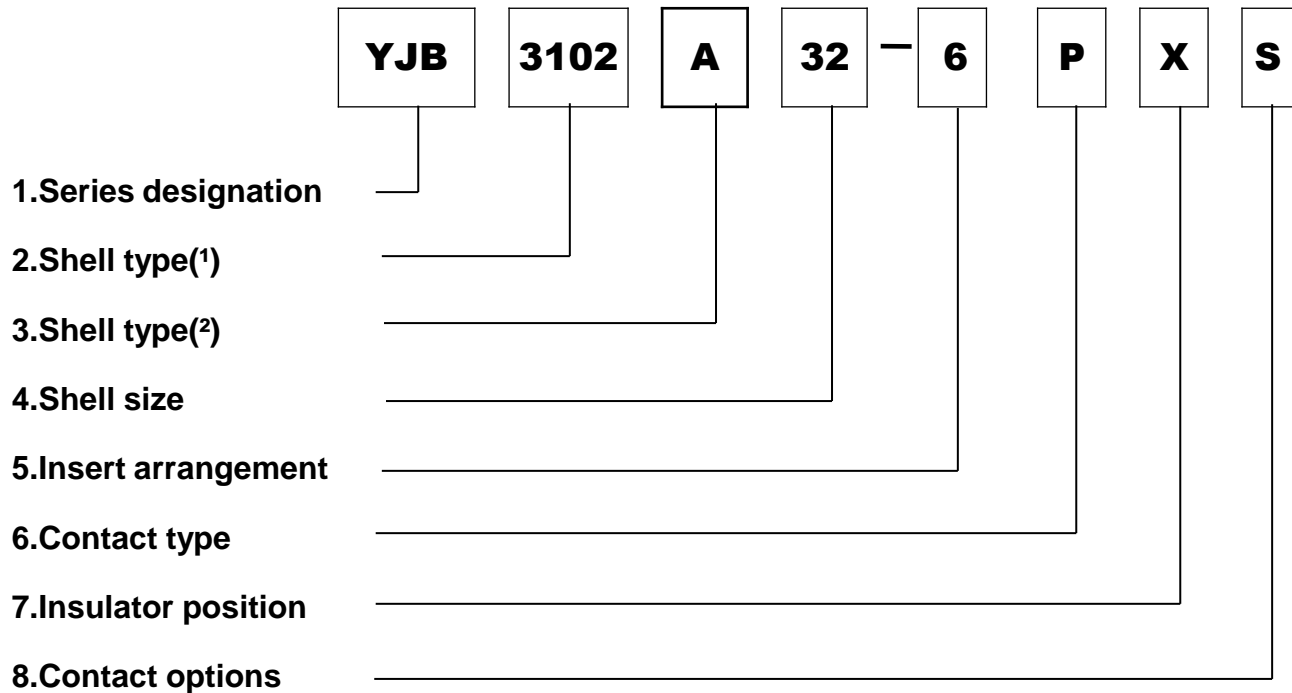 YJB 3102 A 32 – 6 P X S
1.Series designation
2.Shell type(¹)
3.Shell type(²)
4.Shell size
5.Insert arrangement
6.Contact type
7.Insulator position
8.Contact options